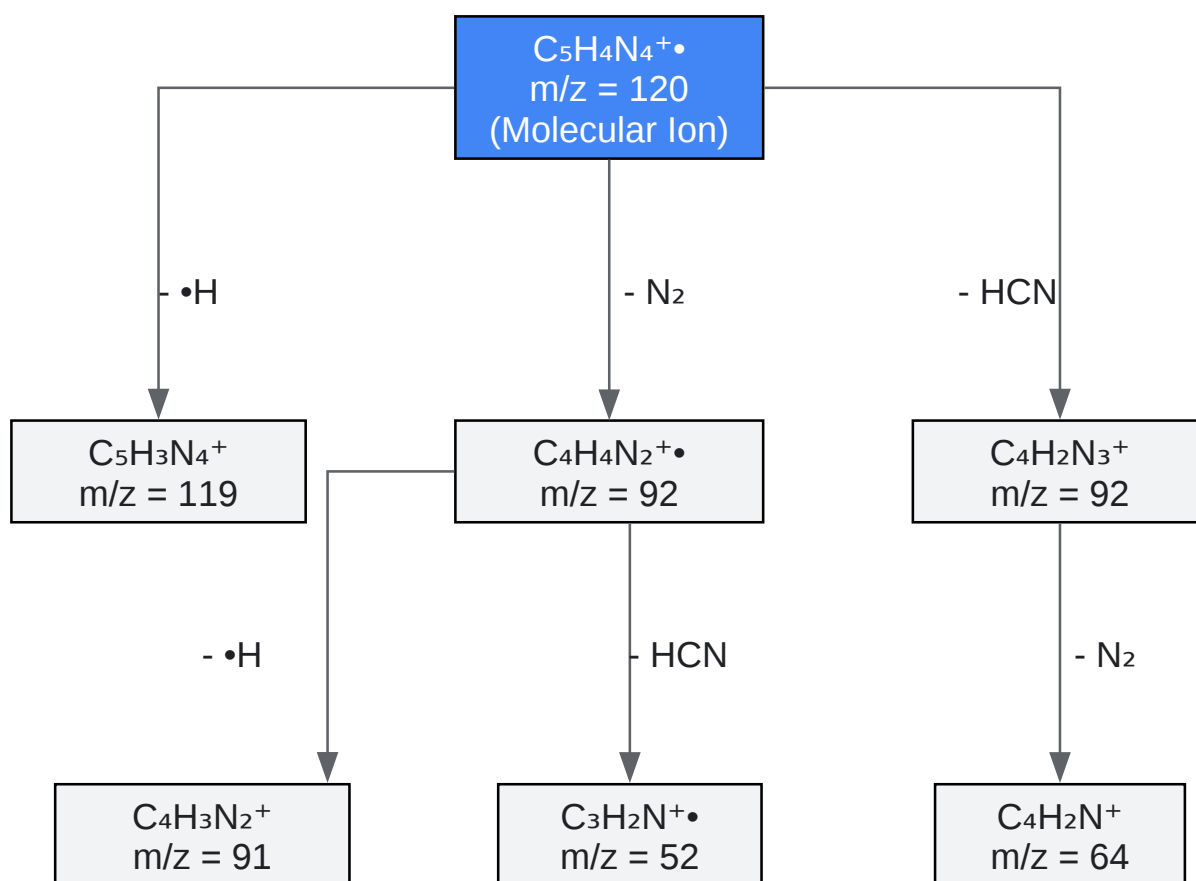 C₅H₄N₄⁺•
m/z = 120
(Molecular Ion)
- •H
- N₂
- HCN
C₅H₃N₄⁺
m/z = 119
C₄H₄N₂⁺•
m/z = 92
C₄H₂N₃⁺
m/z = 92
- •H
- HCN
- N₂
C₄H₃N₂⁺
m/z = 91
C₃H₂N⁺•
m/z = 52
C₄H₂N⁺
m/z = 64